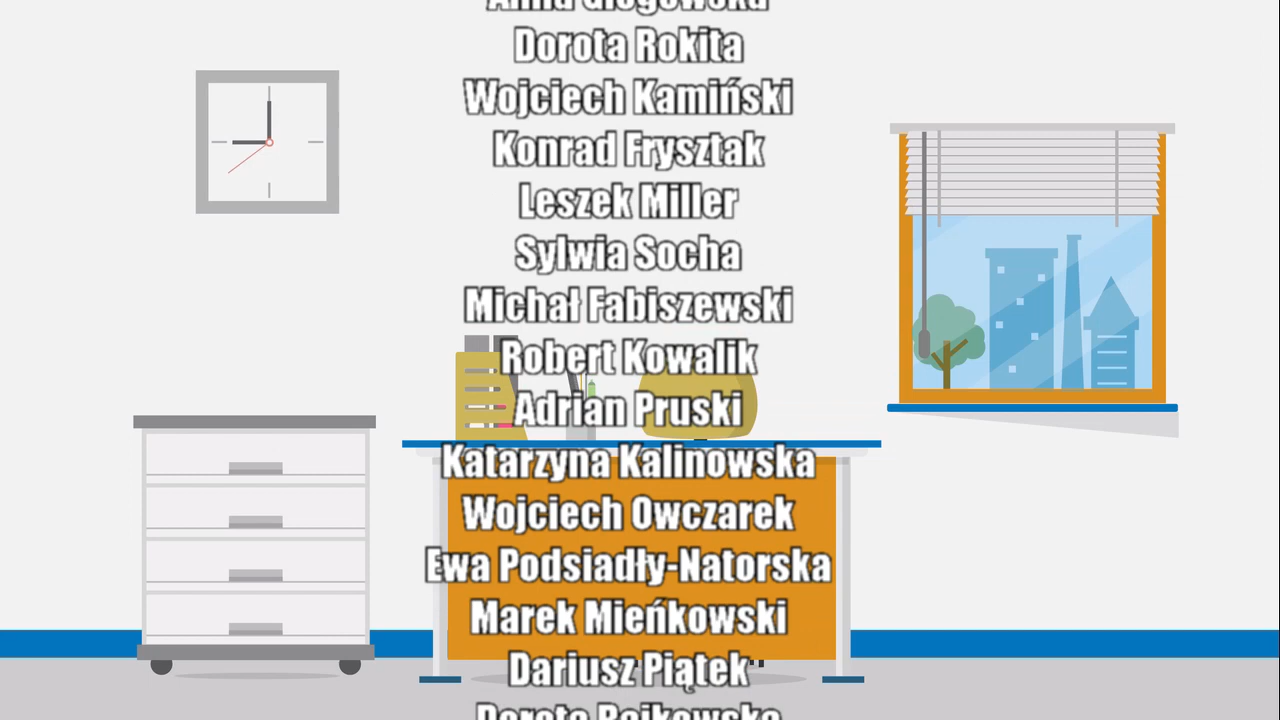 Dorota Rokita
Wojciech Kamiński
Konrad Frysztak
Leszek Miller
Sylwia Socha
Michał Fabiszewski
Robert Kowalik
Adrian Pruski
Katarzyna Kalinowska
Wojciech Owczarek
Ewa Podsiadły-Natorska
Marek Mieńkowski
Dariusz Piątek
Dorota